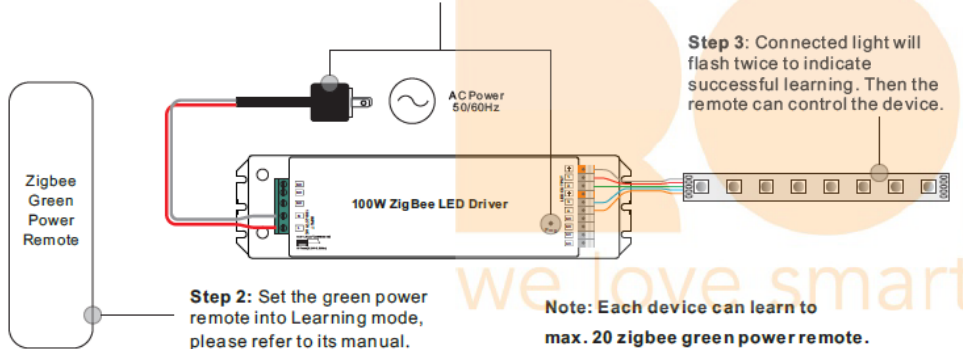 Step 3: Connected light will
flash twice to indicate
successful learning. Then the
remote can control the device.
AC Power
50/60Hz
Zigbee
Green
Power
Remote
100W ZigBee LED Driver
Step 2: Set the green power
remote into Learning mode,
please refer to its manual.
we love smart
Note: Each device can learn to
max. 20 zigbee green power remote.